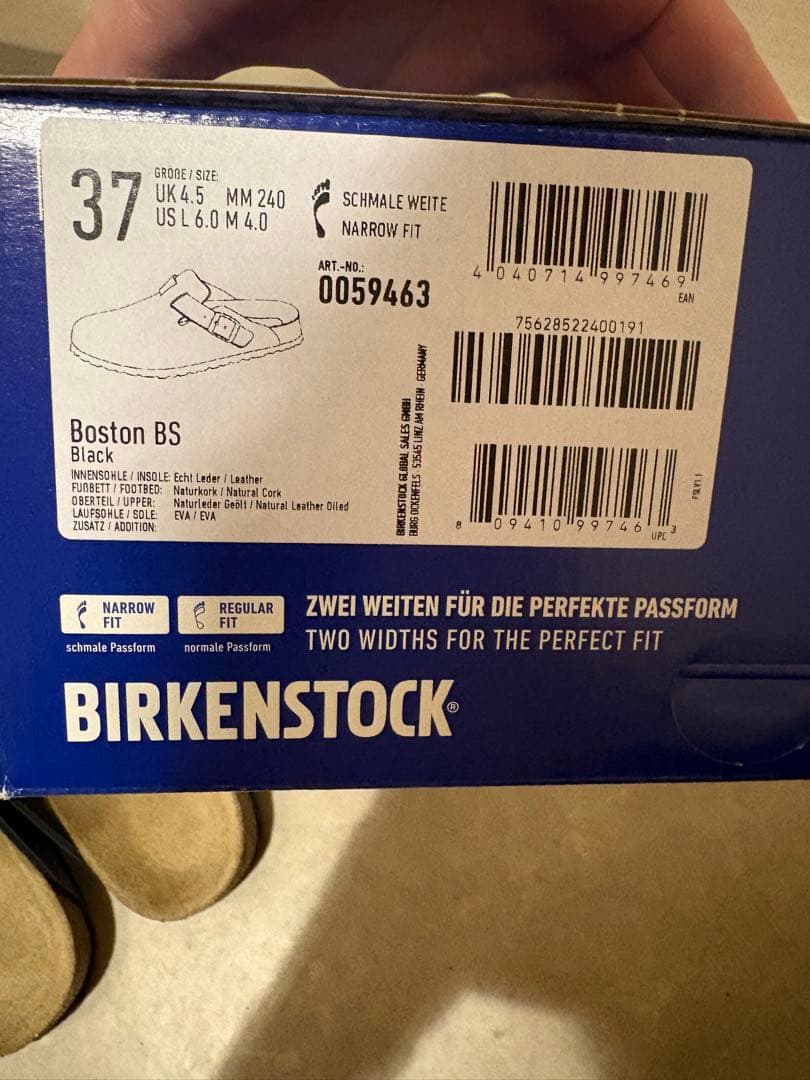 37
GRÖßE / SIZE:
UK 4.5 MM 240
US L 6.0 M 4.0
SCHMALE WEITE
NARROW FIT
ART.-NO.:
0059463
4 040714 997469
EAN
75628522400191
8 09410 99746 3
UPC
FSLV1.1
BIRKENSTOCK GLOBAL SALES GMBH
BURG OCKENFELS 53545 LINZ AM RHEIN GERMANY
Boston BS
Black
INNENSOHLE / INSOLE: Echt Leder / Leather
FUßBETT / FOOTBED: Naturkork / Natural Cork
OBERTEIL / UPPER: Naturleder Geölt / Natural Leather Oiled
LAUFSOHLE / SOLE: EVA / EVA
ZUSATZ / ADDITION:
NARROW FIT
schmale Passform
REGULAR FIT
normale Passform
ZWEI WEITEN FÜR DIE PERFEKTE PASSFORM
TWO WIDTHS FOR THE PERFECT FIT
BIRKENSTOCK®